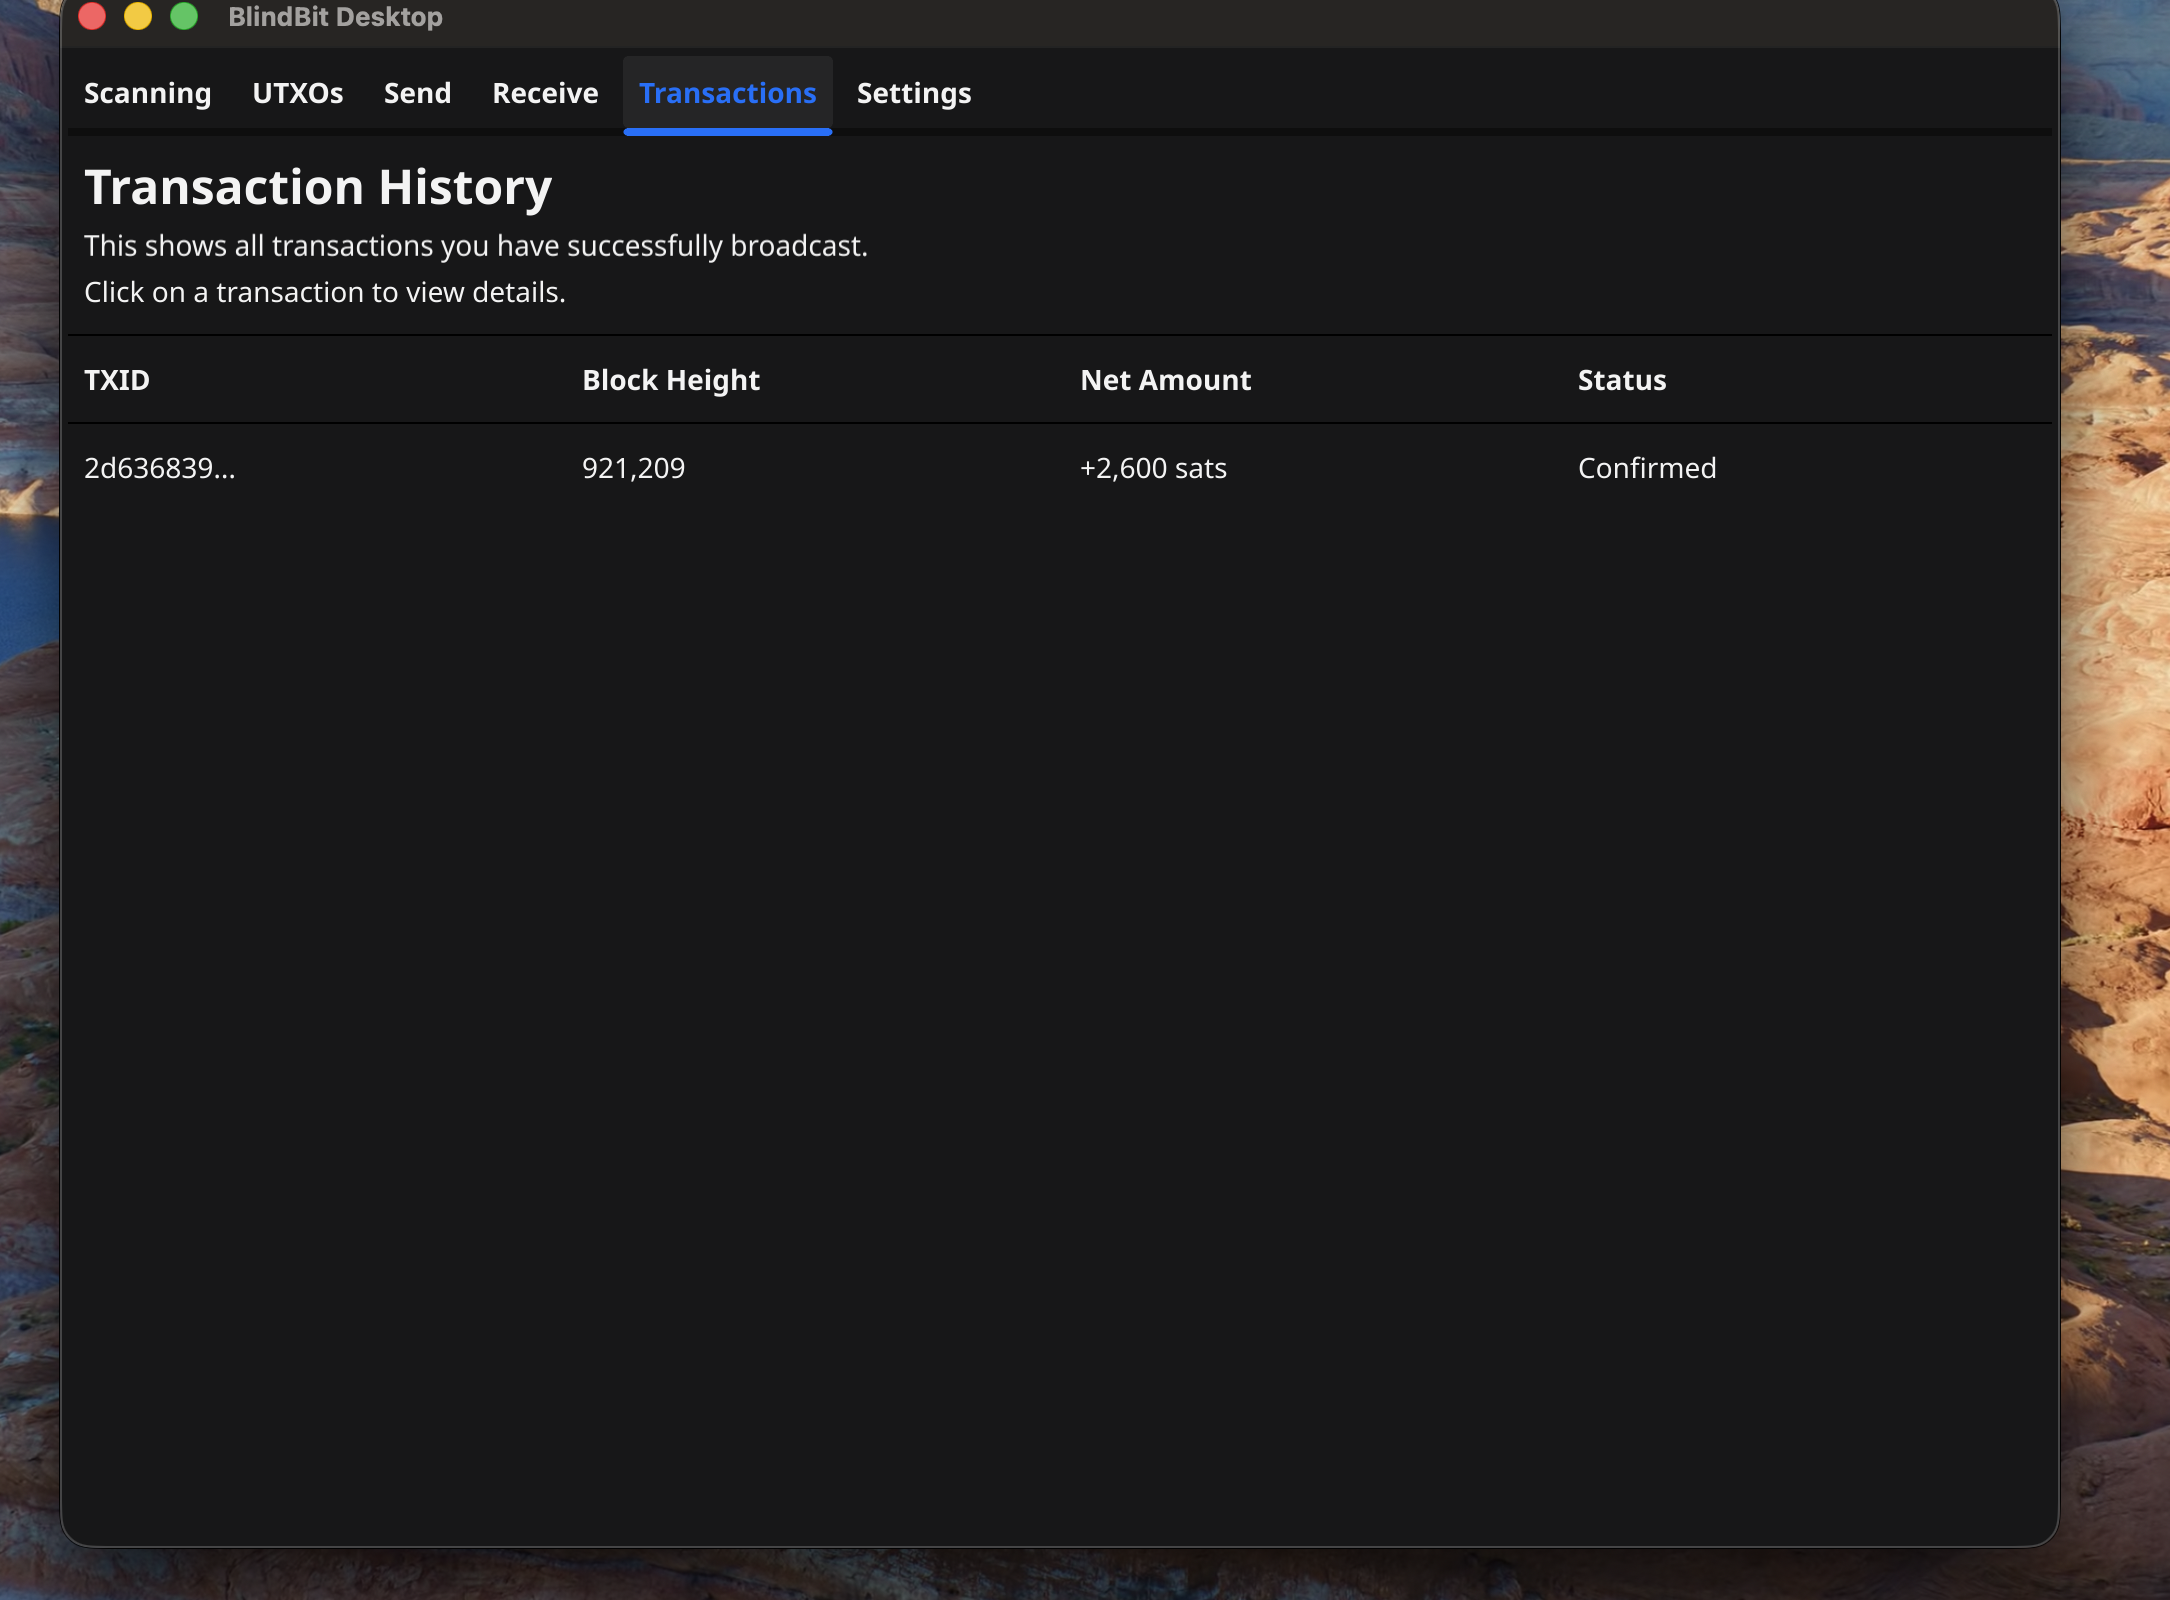 BlindBit Desktop
Scanning UTXOs Send Receive Transactions Settings
Transaction History
This shows all transactions you have successfully broadcast.
Click on a transaction to view details.
TXID Block Height Net Amount Status
2d636839... 921,209 +2,600 sats Confirmed